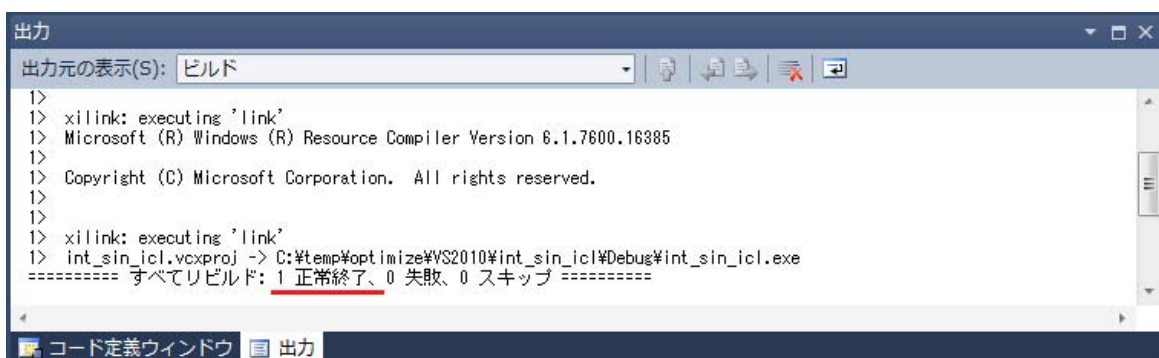 出力
出力元の表示(S): ビルド
1>
1> xilink: executing 'link'
1> Microsoft (R) Windows (R) Resource Compiler Version 6.1.7600.16385
1>
1> Copyright (C) Microsoft Corporation.  All rights reserved.
1>
1>
1> xilink: executing 'link'
1> int_sin_icl.vcxproj -> C:¥temp¥optimize¥VS2010¥int_sin_icl¥Debug¥int_sin_icl.exe
========== すべてリビルド: 1 正常終了、0 失敗、0 スキップ ==========
コード定義ウィンドウ 出力